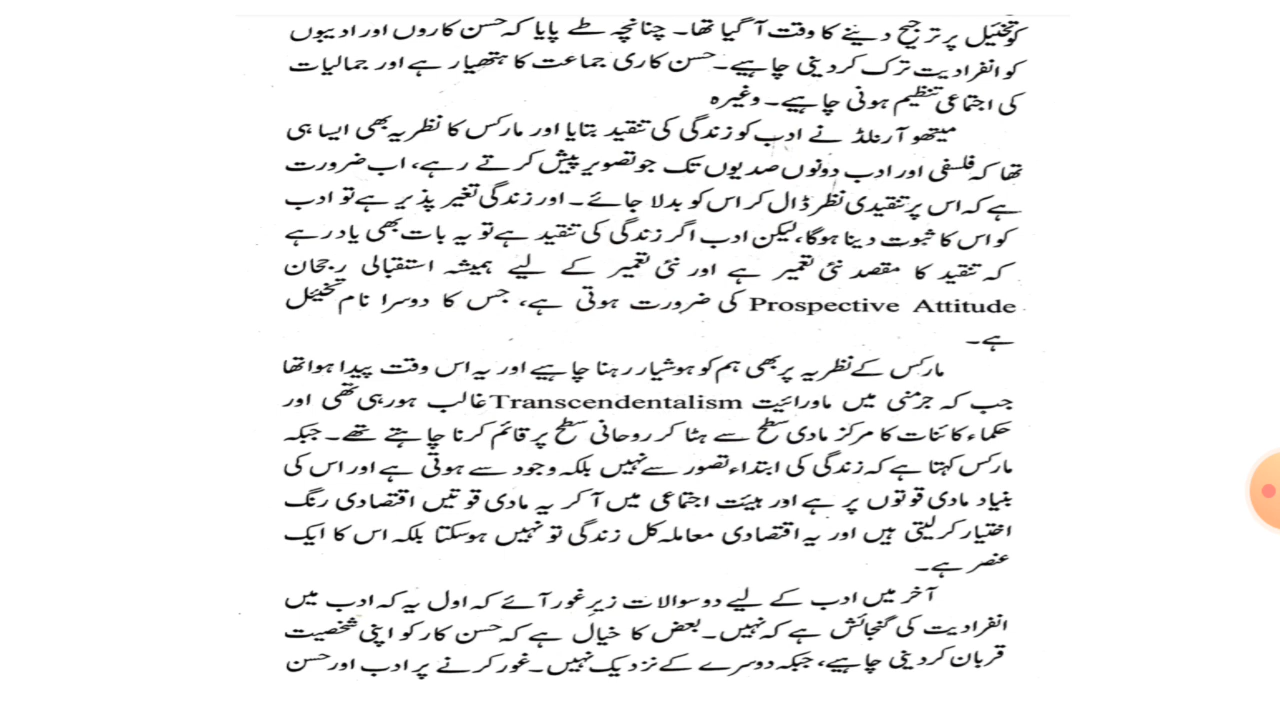 کو تخئیل پر ترجیح دینے کا وقت آ گیا تھا۔ چنانچہ طے پایا کہ حسن کاروں اور ادیبوں
کو انفرادیت ترک کر دینی چاہیے۔ حسن کاری جماعت کا ہتھیار ہے اور جمالیات
کی اجتماعی تنظیم ہونی چاہیے۔ وغیرہ
میتھو آرنلڈ نے ادب کو زندگی کی تنقید بتایا اور مارکس کا نظریہ بھی ایسا ہی
تھا کہ فلسفی اور ادب دونوں صدیوں تک جو تصویر پیش کرتے رہے، اب ضرورت
ہے کہ اس پر تنقیدی نظر ڈال کر اس کو بدلا جائے۔ اور زندگی تغیر پذیر ہے تو ادب
کو اس کا ثبوت دینا ہوگا، لیکن ادب اگر زندگی کی تنقید ہے تو یہ بات بھی یاد رہے
کہ تنقید کا مقصد نئی تعمیر ہے اور نئی تعمیر کے لیے ہمیشہ استقبالی رجحان
Prospective Attitude کی ضرورت ہوتی ہے، جس کا دوسرا نام تخئیل
ہے۔
مارکس کے نظریہ پر بھی ہم کو ہوشیار رہنا چاہیے اور یہ اس وقت پیدا ہوا تھا
جب کہ جرمنی میں ماورائیت Transcendentalism غالب ہو رہی تھی اور
حکماء کائنات کا مرکز مادی سطح سے ہٹا کر روحانی سطح پر قائم کرنا چاہتے تھے۔ جبکہ
مارکس کہتا ہے کہ زندگی کی ابتداء تصور سے نہیں بلکہ وجود سے ہوتی ہے اور اس کی
بنیاد مادی قوتوں پر ہے اور ہیئت اجتماعی میں آ کر یہ مادی قوتیں اقتصادی رنگ
اختیار کر لیتی ہیں اور یہ اقتصادی معاملہ کل زندگی تو نہیں ہو سکتا بلکہ اس کا ایک
عنصر ہے۔
آخر میں ادب کے لیے دو سوالات زیرِ غور آئے کہ اول یہ کہ ادب میں
انفرادیت کی گنجائش ہے کہ نہیں۔ بعض کا خیال ہے کہ حسن کار کو اپنی شخصیت
قربان کر دینی چاہیے، جبکہ دوسرے کے نزدیک نہیں۔ غور کرنے پر ادب اور حسن